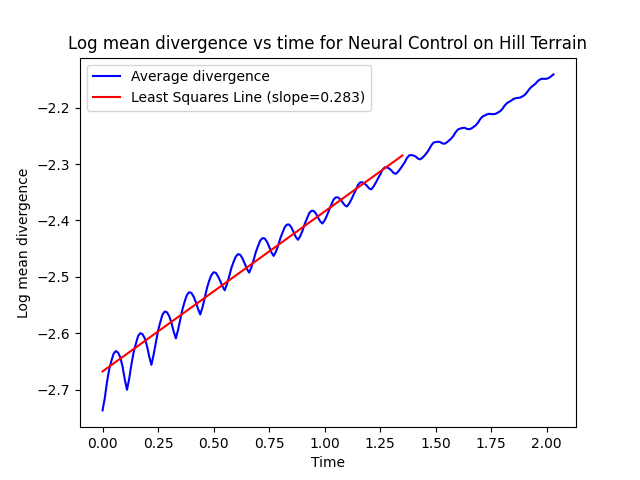 Log mean divergence vs time for Neural Control on Hill Terrain
Average divergence
Least Squares Line (slope=0.283)
Log mean divergence
−2.2
−2.3
−2.4
−2.5
−2.6
−2.7
0.00 0.25 0.50 0.75 1.00 1.25 1.50 1.75 2.00
Time